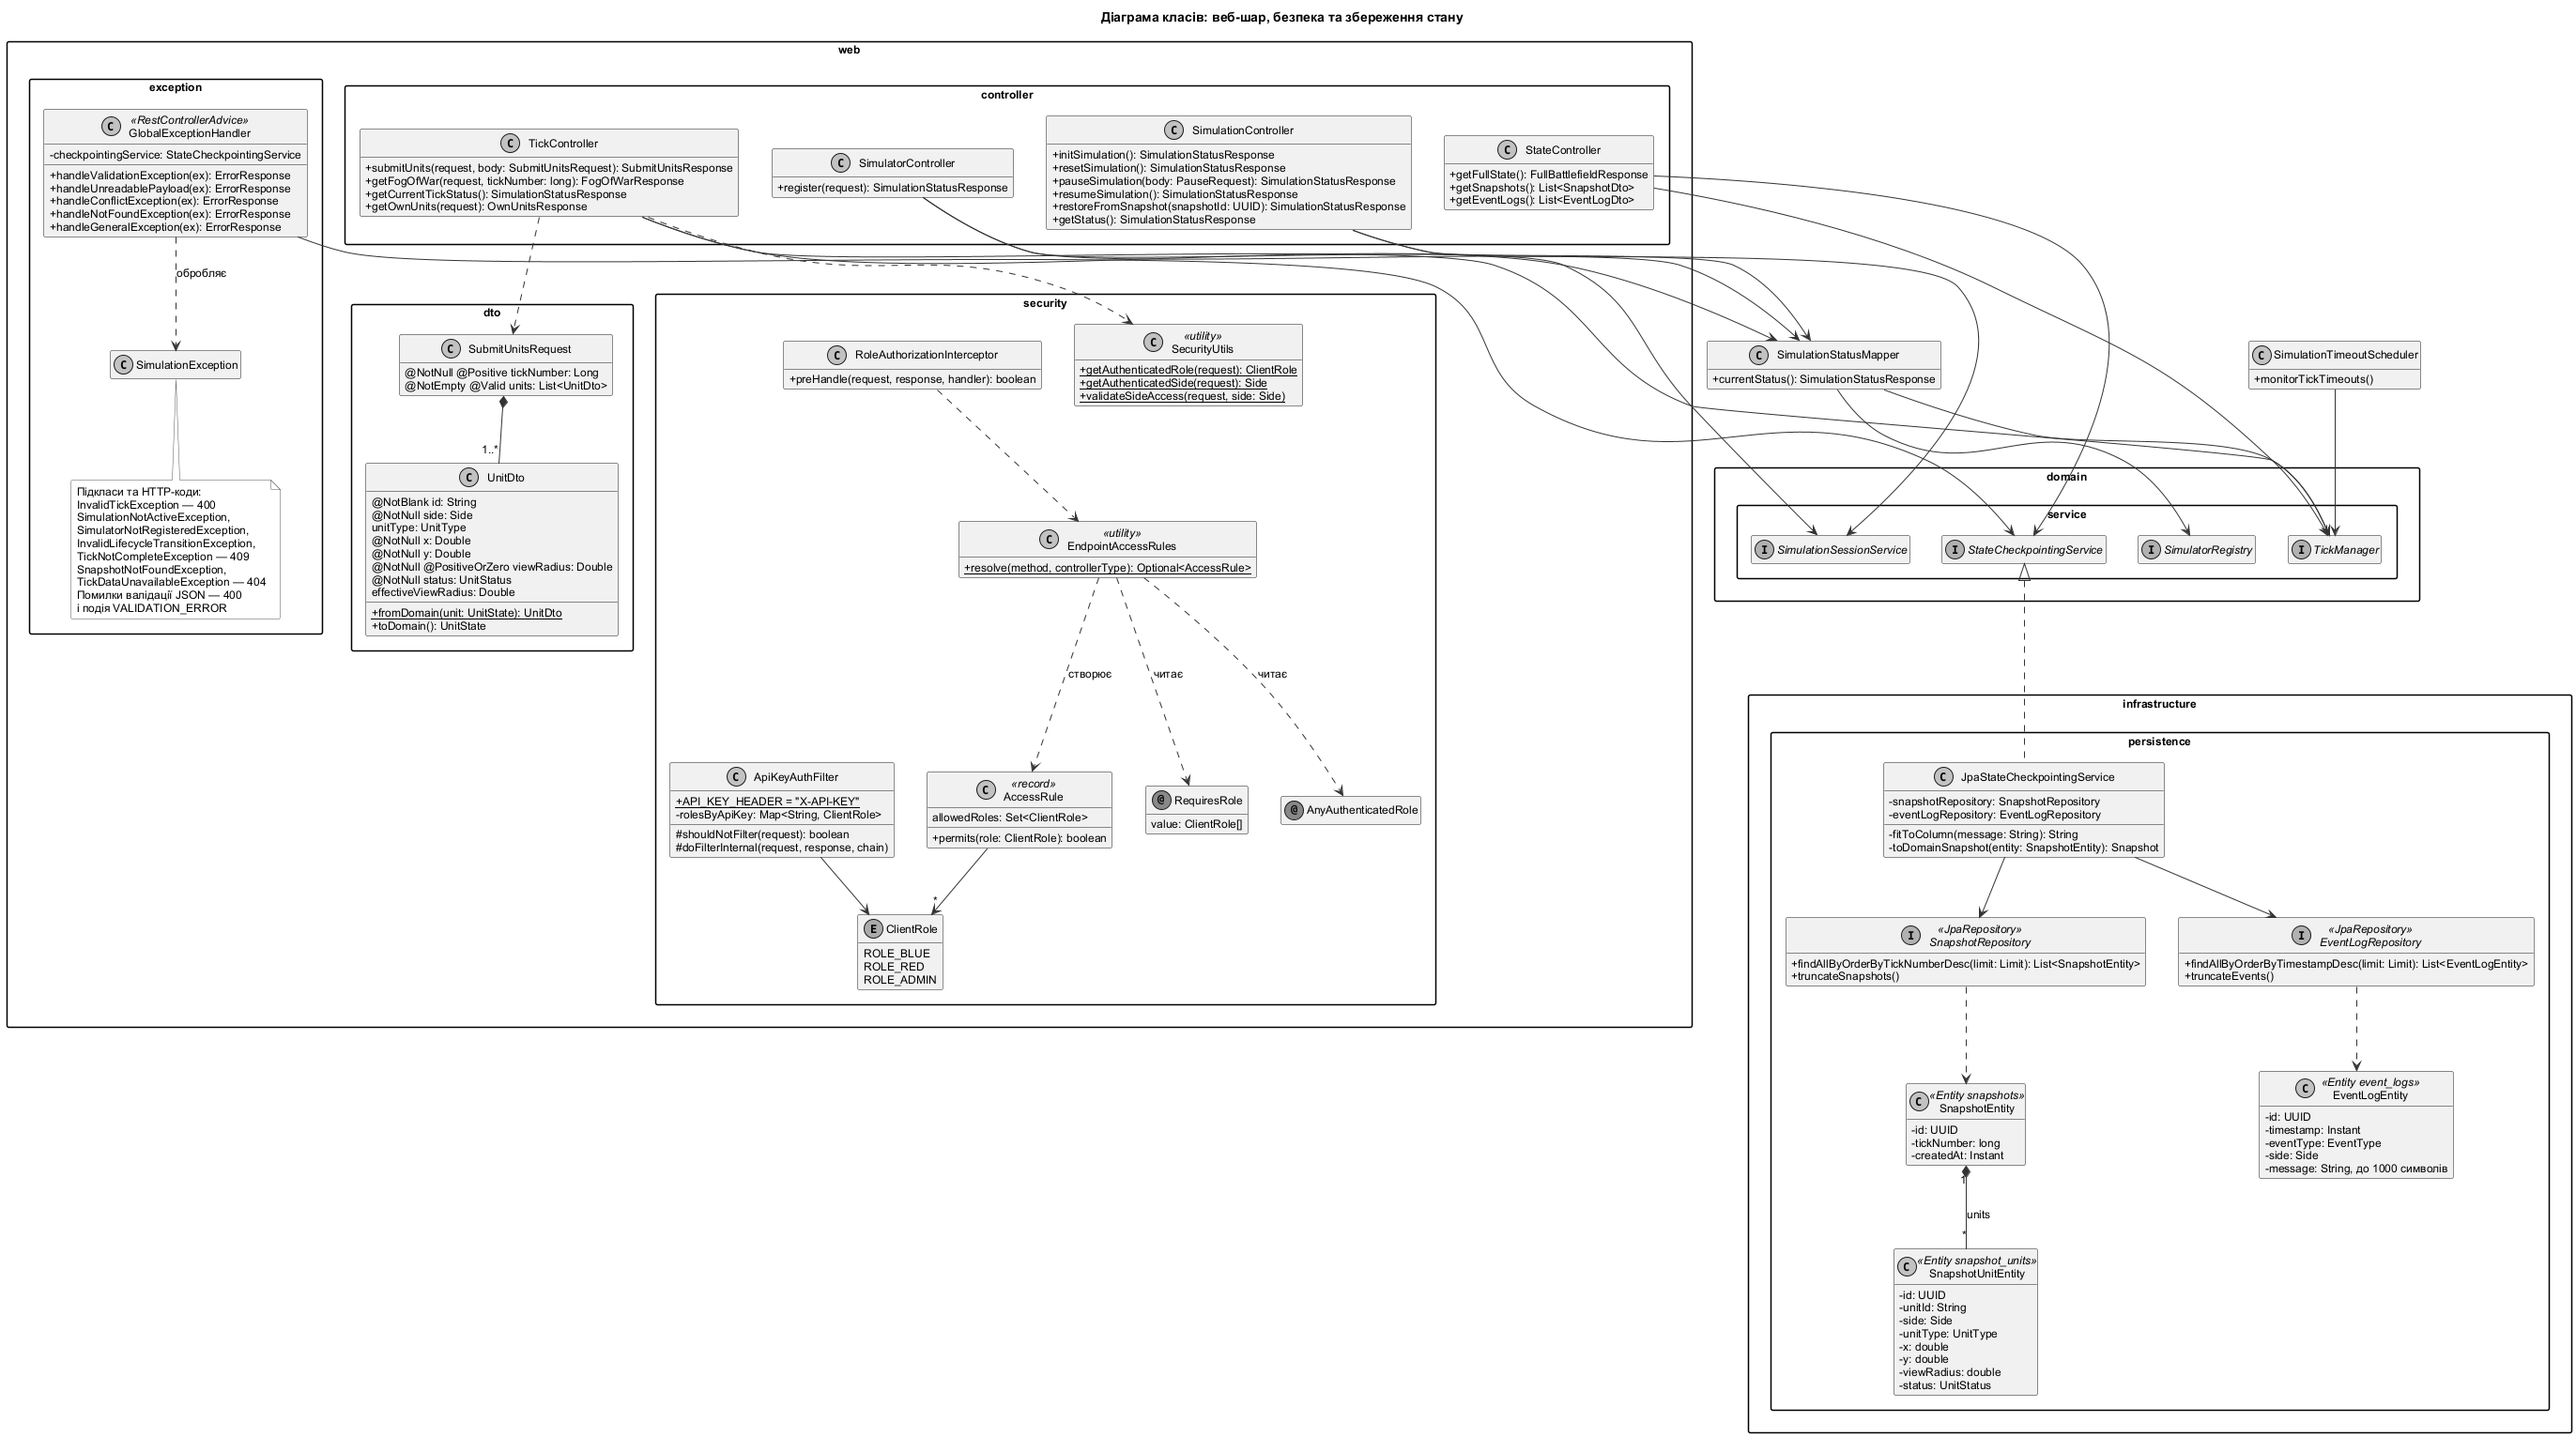 Діаграма класів: веб-шар, безпека та збереження стану
web
exception
C
«RestControllerAdvice»
GlobalExceptionHandler
-checkpointingService: StateCheckpointingService
+handleValidationException(ex): ErrorResponse
+handleUnreadablePayload(ex): ErrorResponse
+handleConflictException(ex): ErrorResponse
+handleNotFoundException(ex): ErrorResponse
+handleGeneralException(ex): ErrorResponse
обробляє
C SimulationException
Підкласи та HTTP-коди:
InvalidTickException — 400
SimulationNotActiveException,
SimulatorNotRegisteredException,
InvalidLifecycleTransitionException,
TickNotCompleteException — 409
SnapshotNotFoundException,
TickDataUnavailableException — 404
Помилки валідації JSON — 400
і подія VALIDATION_ERROR
controller
C TickController
+submitUnits(request, body: SubmitUnitsRequest): SubmitUnitsResponse
+getFogOfWar(request, tickNumber: long): FogOfWarResponse
+getCurrentTickStatus(): SimulationStatusResponse
+getOwnUnits(request): OwnUnitsResponse
C SimulatorController
+register(request): SimulationStatusResponse
C SimulationController
+initSimulation(): SimulationStatusResponse
+resetSimulation(): SimulationStatusResponse
+pauseSimulation(body: PauseRequest): SimulationStatusResponse
+resumeSimulation(): SimulationStatusResponse
+restoreFromSnapshot(snapshotId: UUID): SimulationStatusResponse
+getStatus(): SimulationStatusResponse
C StateController
+getFullState(): FullBattlefieldResponse
+getSnapshots(): List<SnapshotDto>
+getEventLogs(): List<EventLogDto>
dto
C SubmitUnitsRequest
@NotNull @Positive tickNumber: Long
@NotEmpty @Valid units: List<UnitDto>
1..*
C UnitDto
@NotBlank id: String
@NotNull side: Side
unitType: UnitType
@NotNull x: Double
@NotNull y: Double
@NotNull @PositiveOrZero viewRadius: Double
@NotNull status: UnitStatus
effectiveViewRadius: Double
+fromDomain(unit: UnitState): UnitDto
+toDomain(): UnitState
security
C RoleAuthorizationInterceptor
+preHandle(request, response, handler): boolean
C
«utility»
SecurityUtils
+getAuthenticatedRole(request): ClientRole
+getAuthenticatedSide(request): Side
+validateSideAccess(request, side: Side)
C
«utility»
EndpointAccessRules
+resolve(method, controllerType): Optional<AccessRule>
створює
читає
читає
C ApiKeyAuthFilter
+API_KEY_HEADER = "X-API-KEY"
-rolesByApiKey: Map<String, ClientRole>
#shouldNotFilter(request): boolean
#doFilterInternal(request, response, chain)
C
«record»
AccessRule
allowedRoles: Set<ClientRole>
+permits(role: ClientRole): boolean
@ RequiresRole
value: ClientRole[]
@ AnyAuthenticatedRole
*
E ClientRole
ROLE_BLUE
ROLE_RED
ROLE_ADMIN
C SimulationStatusMapper
+currentStatus(): SimulationStatusResponse
C SimulationTimeoutScheduler
+monitorTickTimeouts()
domain
service
I SimulationSessionService
I StateCheckpointingService
I SimulatorRegistry
I TickManager
infrastructure
persistence
C JpaStateCheckpointingService
-snapshotRepository: SnapshotRepository
-eventLogRepository: EventLogRepository
-fitToColumn(message: String): String
-toDomainSnapshot(entity: SnapshotEntity): Snapshot
I
«JpaRepository»
SnapshotRepository
+findAllByOrderByTickNumberDesc(limit: Limit): List<SnapshotEntity>
+truncateSnapshots()
I
«JpaRepository»
EventLogRepository
+findAllByOrderByTimestampDesc(limit: Limit): List<EventLogEntity>
+truncateEvents()
C
«Entity snapshots»
SnapshotEntity
-id: UUID
-tickNumber: long
-createdAt: Instant
C
«Entity event_logs»
EventLogEntity
-id: UUID
-timestamp: Instant
-eventType: EventType
-side: Side
-message: String, до 1000 символів
1
units
*
C
«Entity snapshot_units»
SnapshotUnitEntity
-id: UUID
-unitId: String
-side: Side
-unitType: UnitType
-x: double
-y: double
-viewRadius: double
-status: UnitStatus